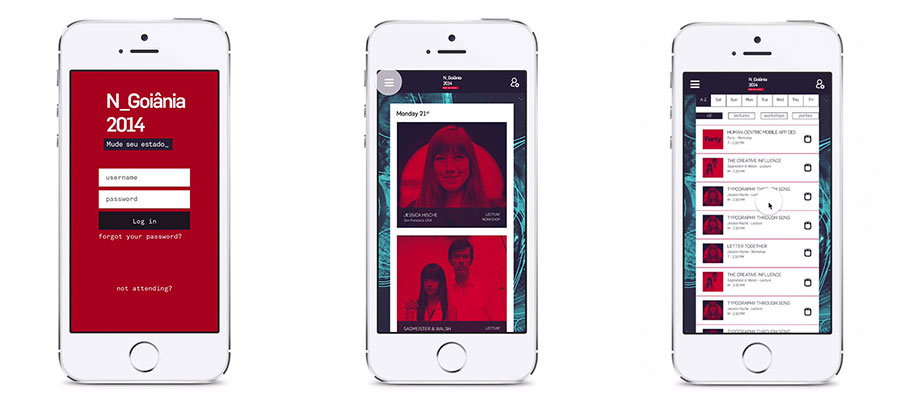 N_Goiânia
2014
Mude seu estado_
username
password
Log in
forgot your password?
not attending?
N_Goiânia
2014
Monday 21st
JESSICA HISCHE
San Francisco, USA
LECTURE
WORKSHOP
SAGMEISTER & WALSH
LECTURE
N_Goiânia
2014
A-Z Sat Sun Mon Tue Wed Thu Fri
all lectures workshops parties
HUMAN CENTRIC MOBILE APP DES
Forty - Workshop
T - 2:30 PM
THE CREATIVE INFLUENCE
Sagmeister & Walsh - Lecture
W - 3:30 PM
TYPOGRAPHY THROUGH SONG
Jessica Hische - Lecture
M - 3:30 PM
TYPOGRAPHY THROUGH SONG
Jessica Hische - Lecture
M - 3:30 PM
LETTER TOGETHER
Jessica Hische - Workshop
T - 2:30 PM
THE CREATIVE INFLUENCE
Sagmeister & Walsh - Lecture
W - 3:30 PM
TYPOGRAPHY THROUGH SONG
Jessica Hische - Lecture
M - 3:30 PM
TYPOGRAPHY THROUGH SONG